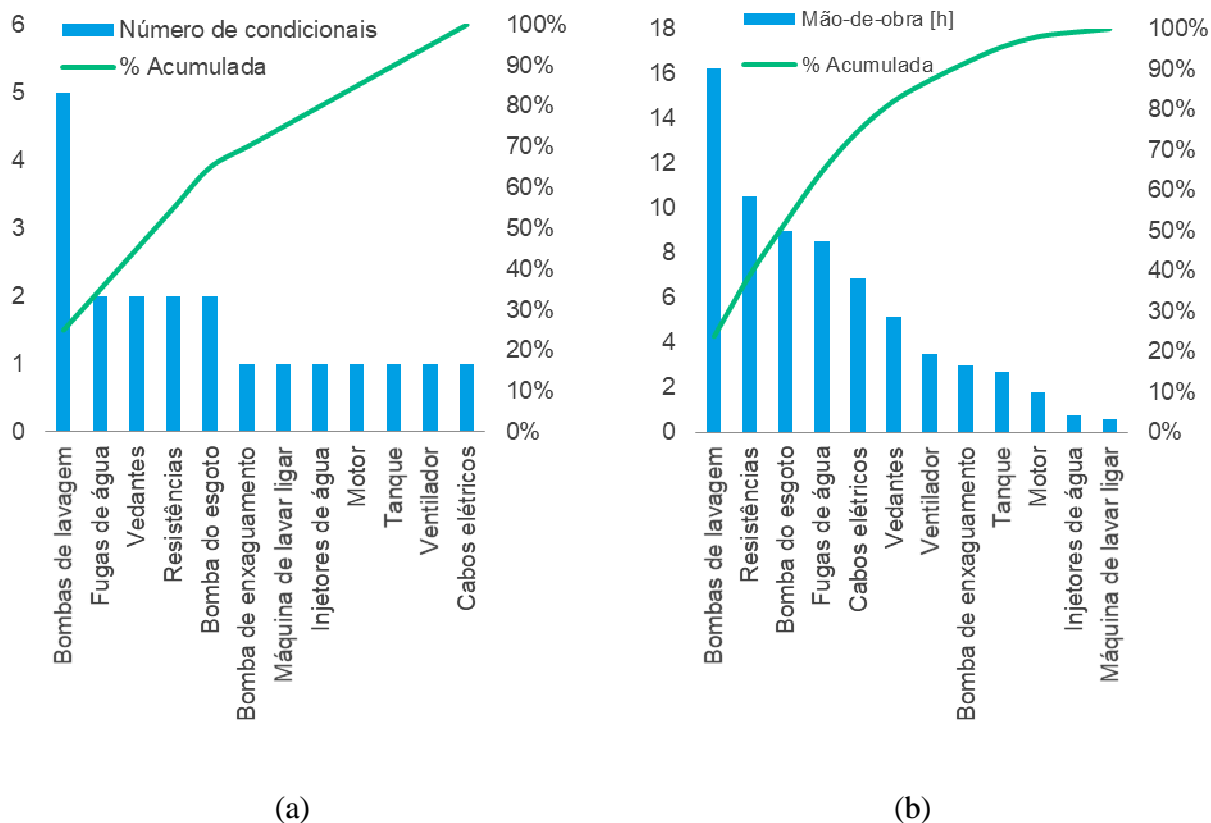 Número de condicionais
% Acumulada
6
5
4
3
2
1
0
100%
90%
80%
70%
60%
50%
40%
30%
20%
10%
0%
Bombas de lavagem
Fugas de água
Vedantes
Resistências
Bomba do esgoto
Bomba de enxaguamento
Máquina de lavar ligar
Injetores de água
Motor
Tanque
Ventilador
Cabos elétricos
(a)
Mão-de-obra [h]
% Acumulada
18
16
14
12
10
8
6
4
2
0
100%
90%
80%
70%
60%
50%
40%
30%
20%
10%
0%
Bombas de lavagem
Resistências
Bomba do esgoto
Fugas de água
Cabos elétricos
Vedantes
Ventilador
Bomba de enxaguamento
Tanque
Motor
Injetores de água
Máquina de lavar ligar
(b)